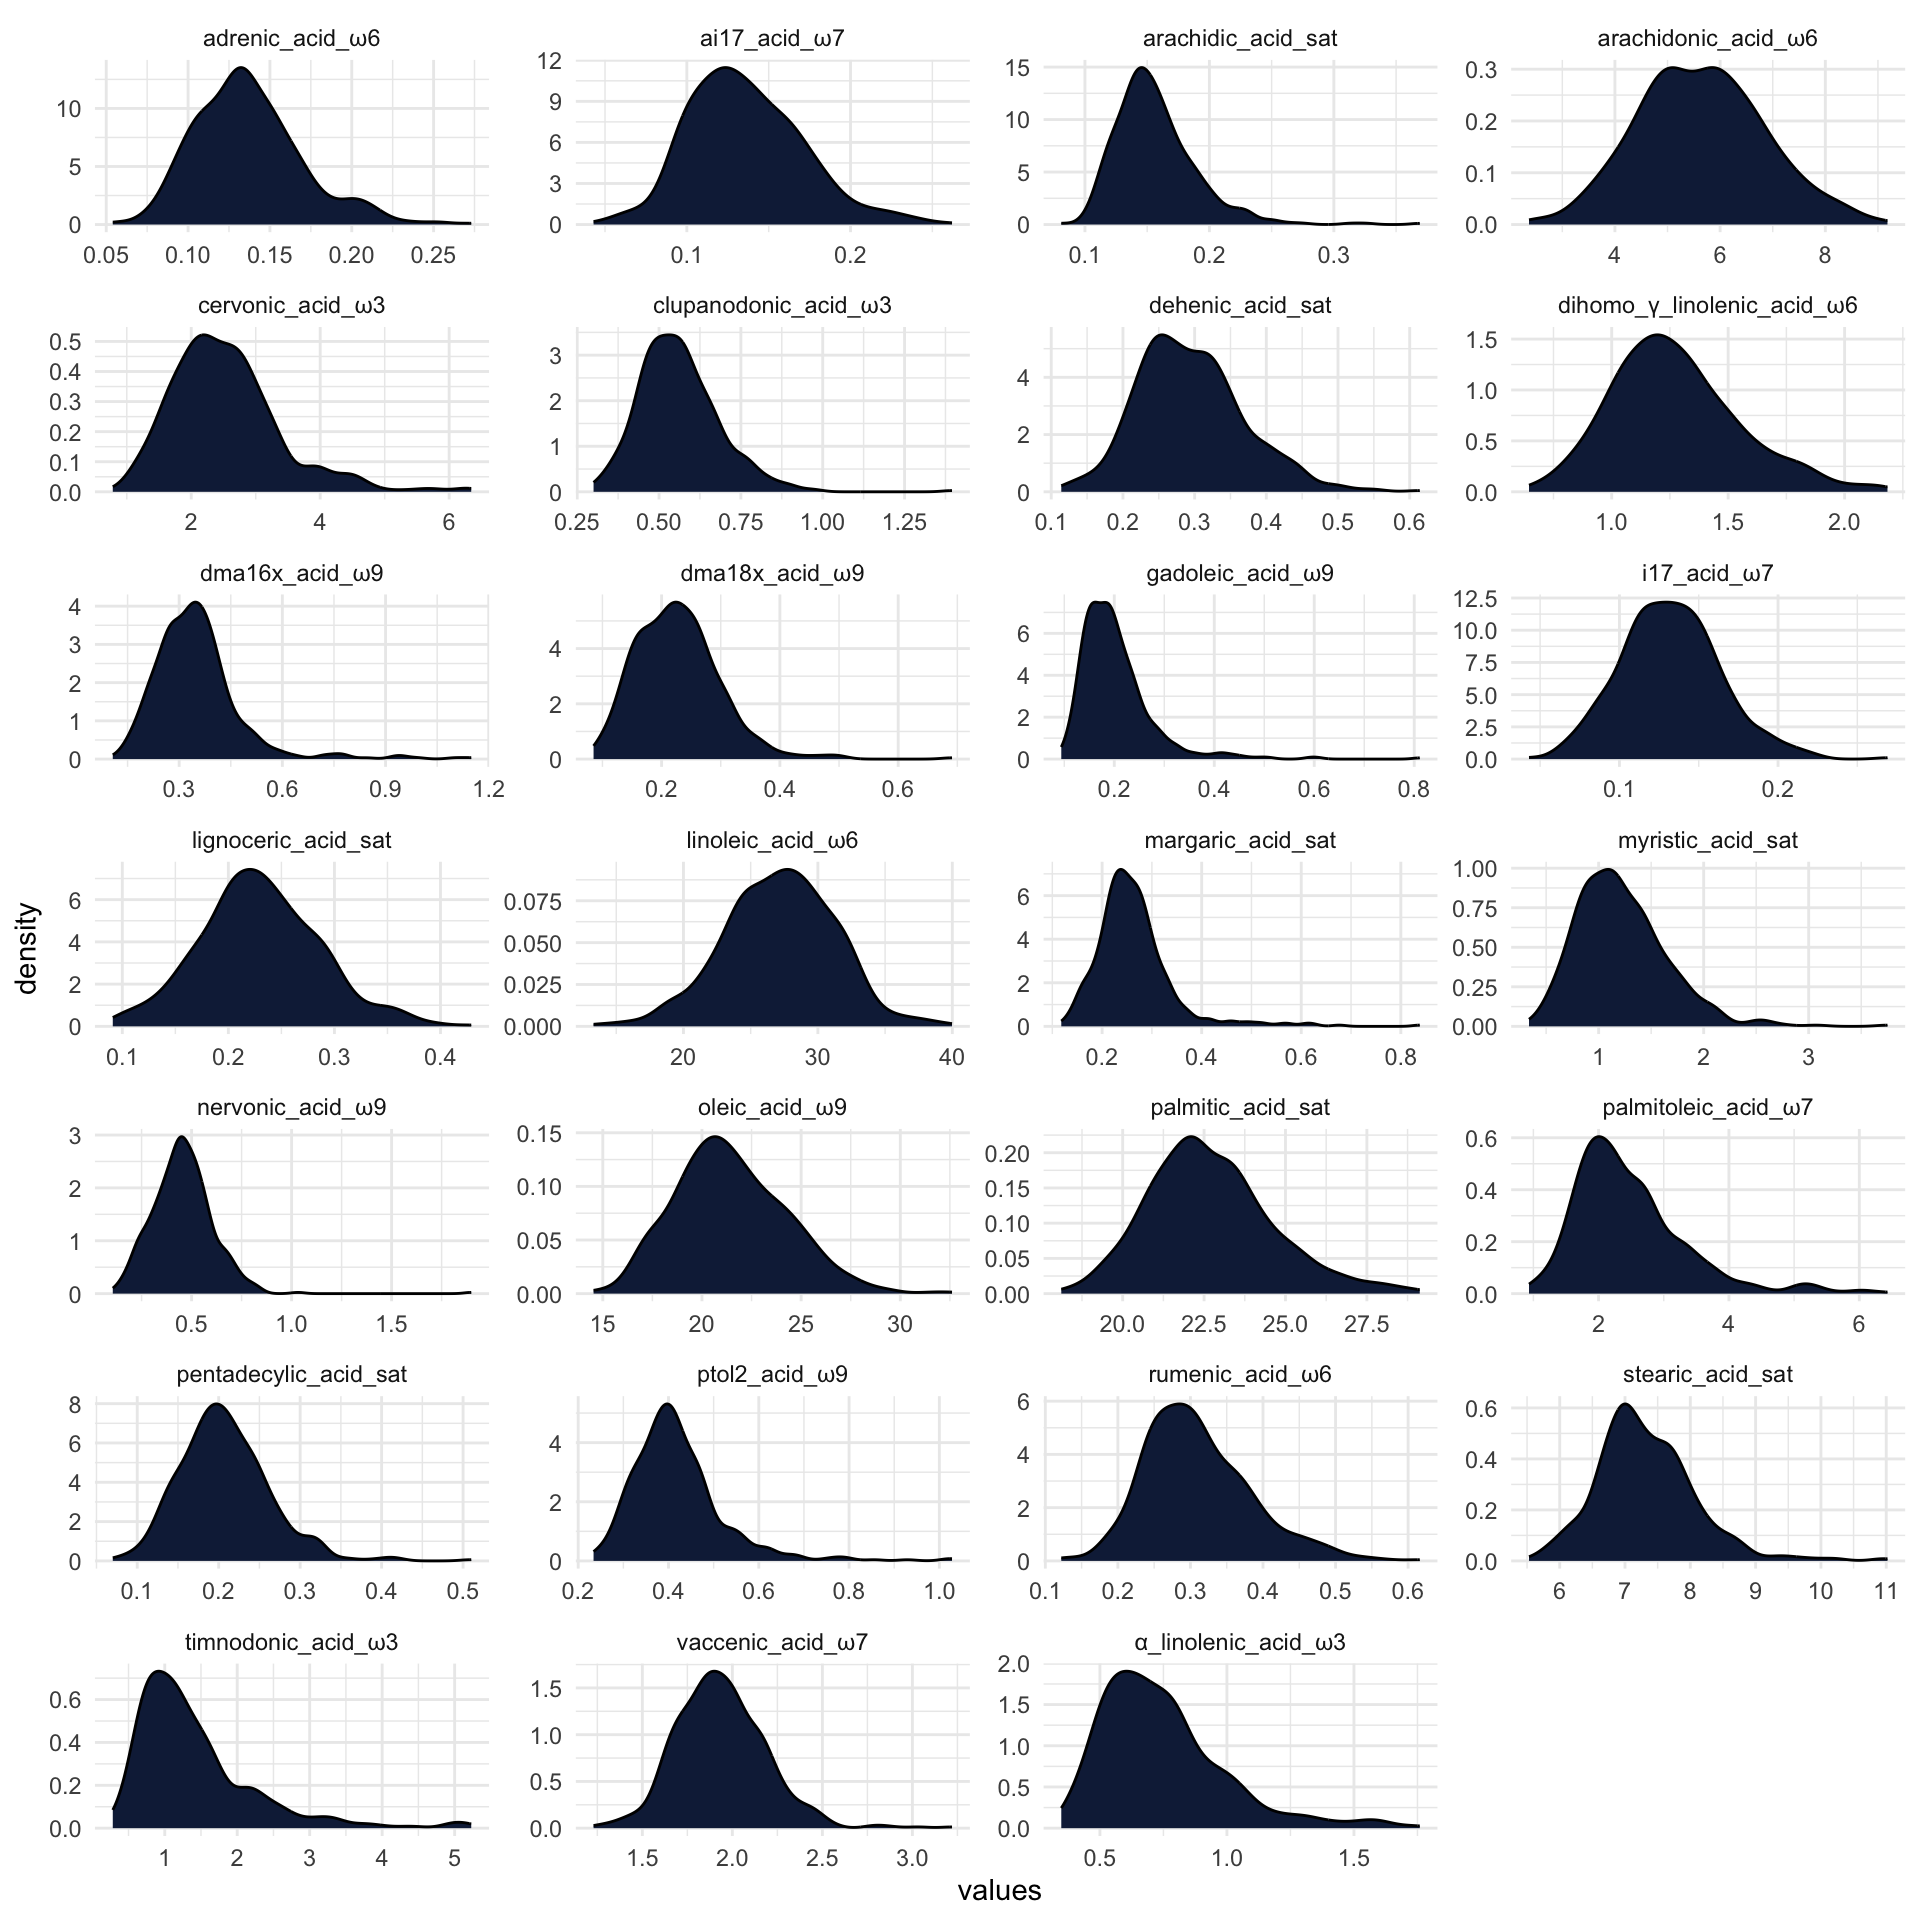 adrenic_acid_ω6 ai17_acid_ω7 arachidic_acid_sat arachidonic_acid_ω6
10 5 0 12 9 6 3 0 15 10 5 0 0.3 0.2 0.1 0.0
0.05 0.10 0.15 0.20 0.25 0.1 0.2 0.1 0.2 0.3 4 6 8
cervonic_acid_ω3 clupanodonic_acid_ω3 dehenic_acid_sat dihomo_γ_linolenic_acid_ω6
0.5 0.4 0.3 0.2 0.1 0.0 3 2 1 0 4 2 0 1.5 1.0 0.5 0.0
2 4 6 0.25 0.50 0.75 1.00 1.25 0.1 0.2 0.3 0.4 0.5 0.6 1.0 1.5 2.0
dma16x_acid_ω9 dma18x_acid_ω9 gadoleic_acid_ω9 i17_acid_ω7
4 3 2 1 0 4 2 0 6 4 2 0 12.5 10.0 7.5 5.0 2.5 0.0
0.3 0.6 0.9 1.2 0.2 0.4 0.6 0.2 0.4 0.6 0.8 0.1 0.2
lignoceric_acid_sat linoleic_acid_ω6 margaric_acid_sat myristic_acid_sat
6 4 2 0 0.075 0.050 0.025 0.000 6 4 2 0 1.00 0.75 0.50 0.25 0.00
0.1 0.2 0.3 0.4 20 30 40 0.2 0.4 0.6 0.8 1 2 3
density
nervonic_acid_ω9 oleic_acid_ω9 palmitic_acid_sat palmitoleic_acid_ω7
3 2 1 0 0.15 0.10 0.05 0.00 0.20 0.15 0.10 0.05 0.00 0.6 0.4 0.2 0.0
0.5 1.0 1.5 15 20 25 30 20.0 22.5 25.0 27.5 2 4 6
pentadecylic_acid_sat ptol2_acid_ω9 rumenic_acid_ω6 stearic_acid_sat
8 6 4 2 0 4 2 0 6 4 2 0 0.6 0.4 0.2 0.0
0.1 0.2 0.3 0.4 0.5 0.2 0.4 0.6 0.8 1.0 0.1 0.2 0.3 0.4 0.5 0.6 6 7 8 9 10 11
timnodonic_acid_ω3 vaccenic_acid_ω7 α_linolenic_acid_ω3
0.6 0.4 0.2 0.0 1.5 1.0 0.5 0.0 2.0 1.5 1.0 0.5 0.0
1 2 3 4 5 1.5 2.0 2.5 3.0 0.5 1.0 1.5
values